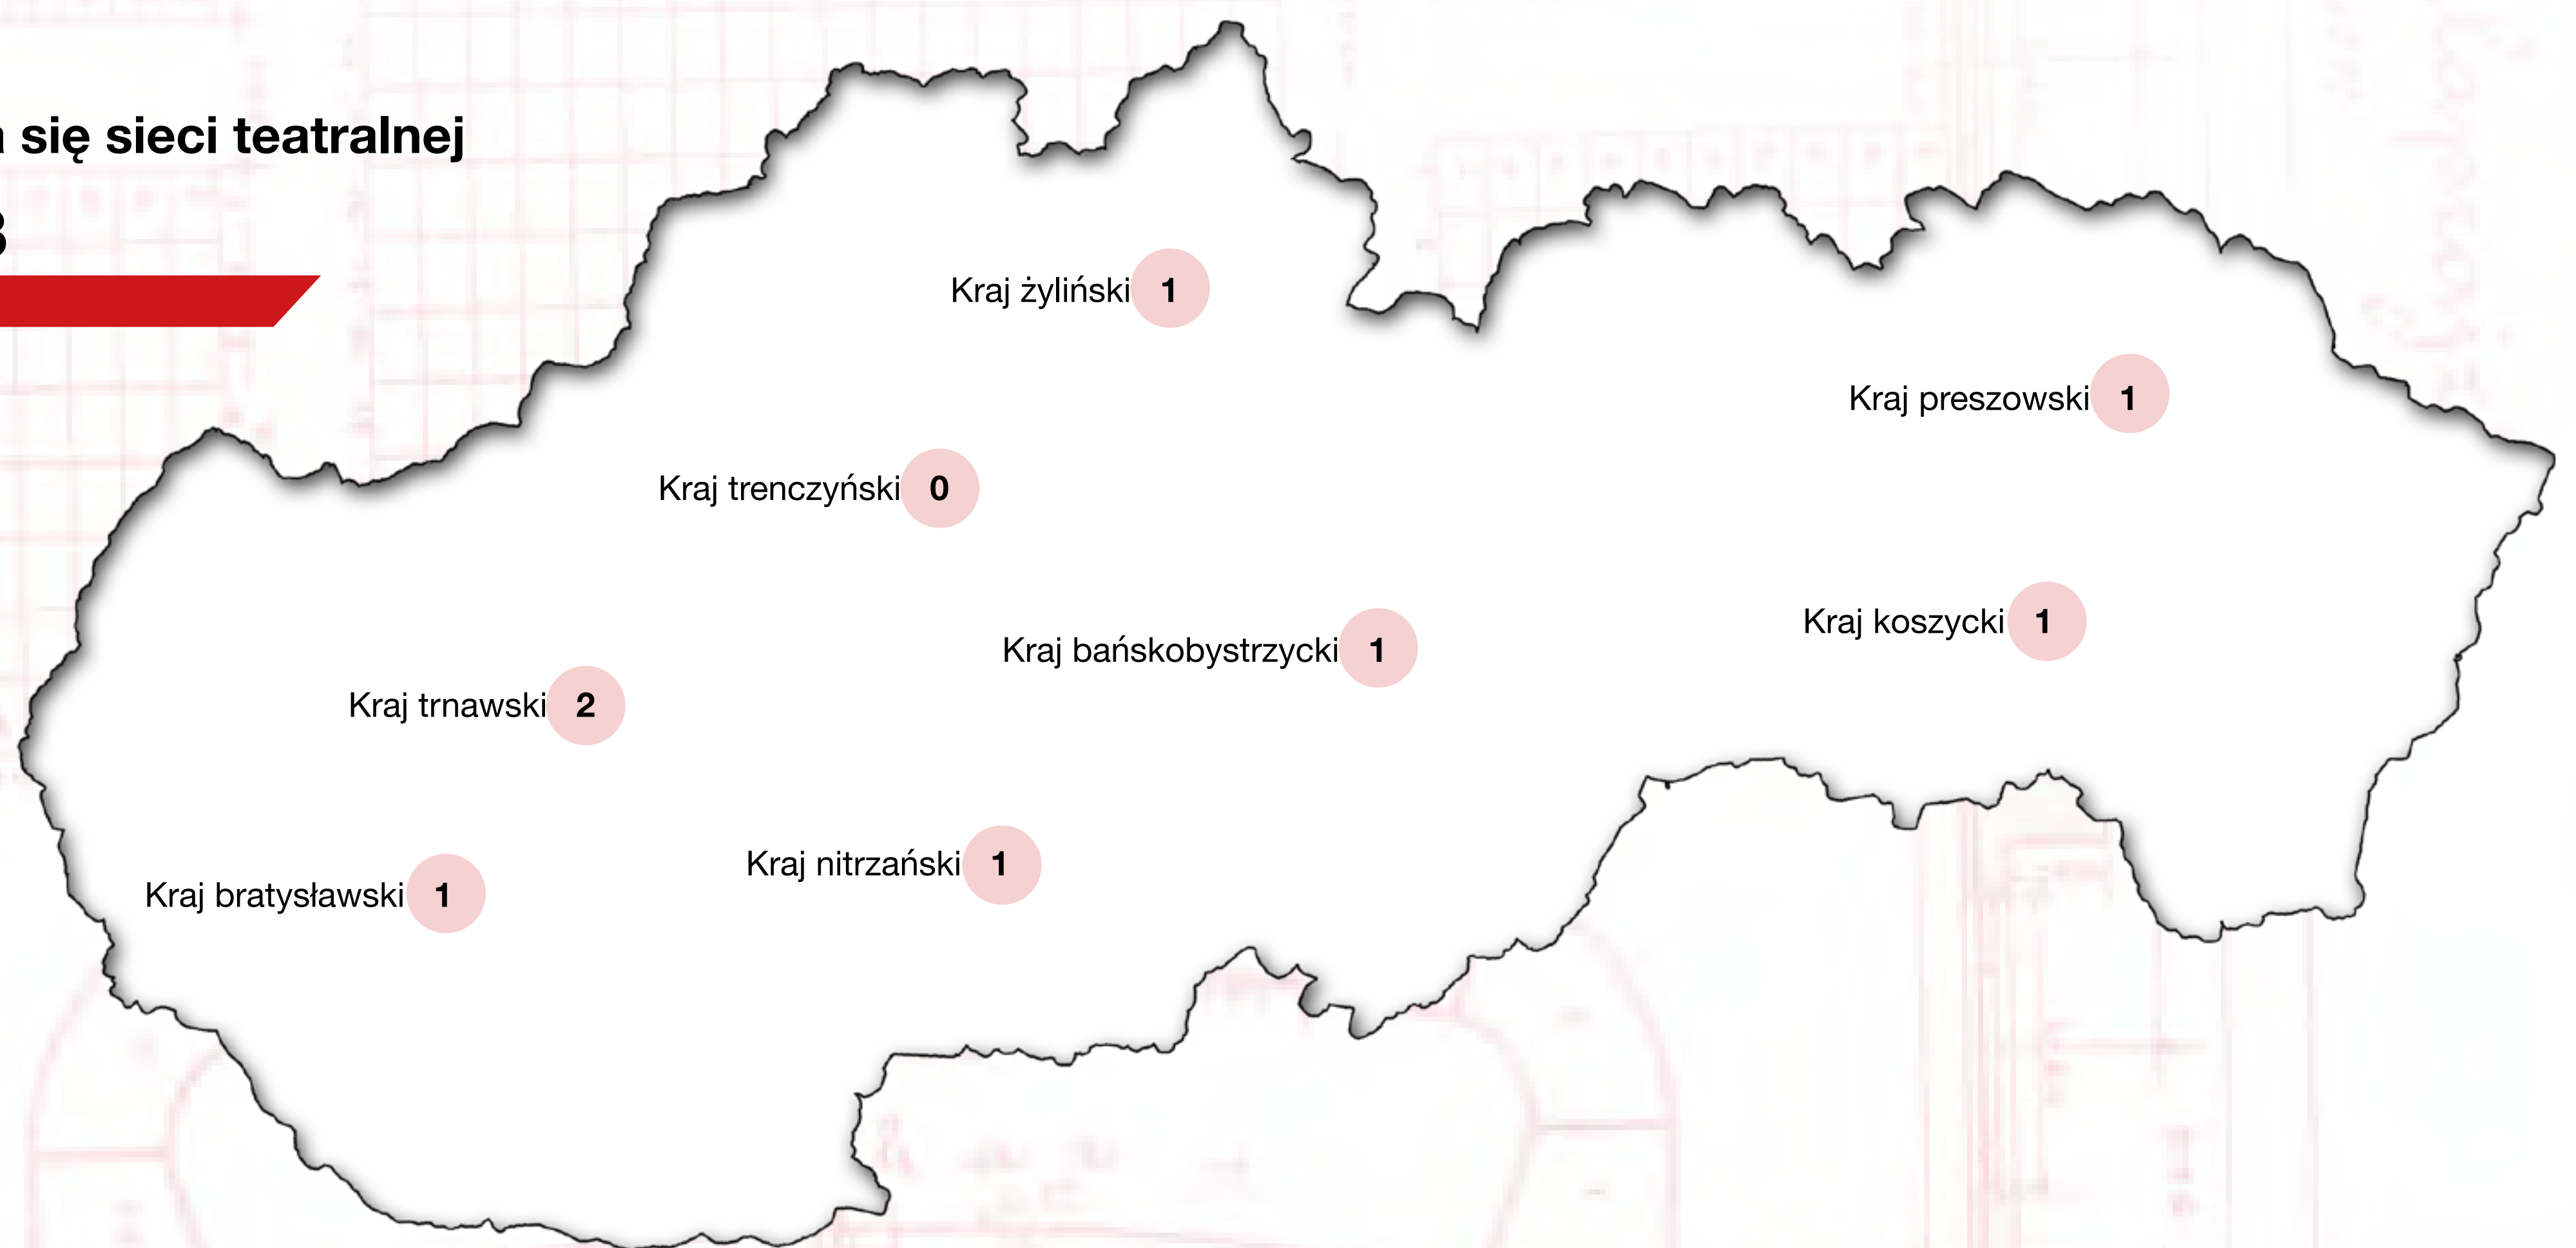 się sieci teatralnej
Kraj żyliński 1
Kraj preszowski 1
Kraj trenczyński 0
Kraj koszycki 1
Kraj bańskobystrzycki 1
Kraj trnawski 2
Kraj nitrzański 1
Kraj bratysławski 1